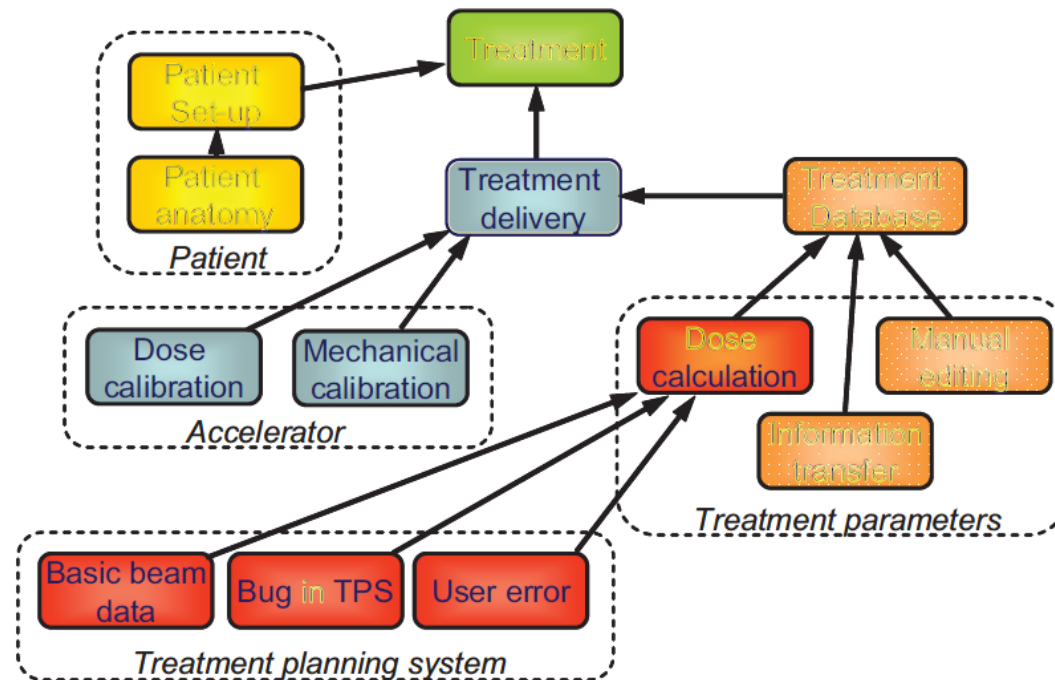 Treatment
Patient
Set-up
Patient
anatomy
Patient
Treatment
delivery
Treatment
Database
Dose
calibration
Mechanical
calibration
Accelerator
Dose
calculation
Manual
editing
Information
transfer
Treatment parameters
Basic beam
data
Bug in TPS
User error
Treatment planning system